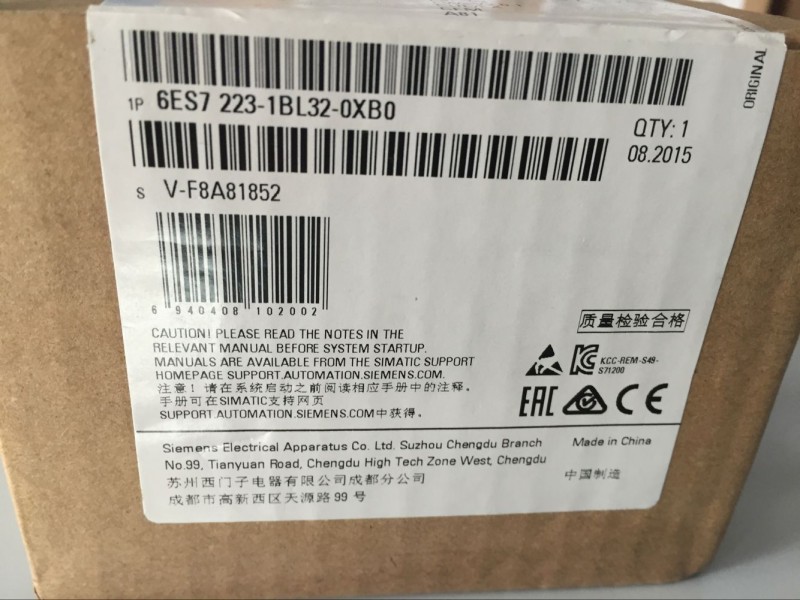 ORIGINAL
1P 6ES7 223-1BL32-0XB0
QTY: 1
08.2015
S V-F8A81852
6 940408 102002
CAUTION! PLEASE READ THE NOTES IN THE
RELEVANT MANUAL BEFORE SYSTEM STARTUP.
MANUALS ARE AVAILABLE FROM THE SIMATIC SUPPORT
HOMEPAGE SUPPORT.AUTOMATION.SIEMENS.COM.
注意！请在系统启动之前阅读相应手册中的注释。
手册可在SIMATIC支持网页
SUPPORT.AUTOMATION.SIEMENS.COM中获得。
质量检验合格
KCC-REM-S49-
S71200
EAC CE
Siemens Electrical Apparatus Co. Ltd. Suzhou Chengdu Branch
No.99, Tianyuan Road, Chengdu High Tech Zone West, Chengdu
苏州西门子电器有限公司成都分公司
成都市高新西区天源路99号
Made in China
中国制造